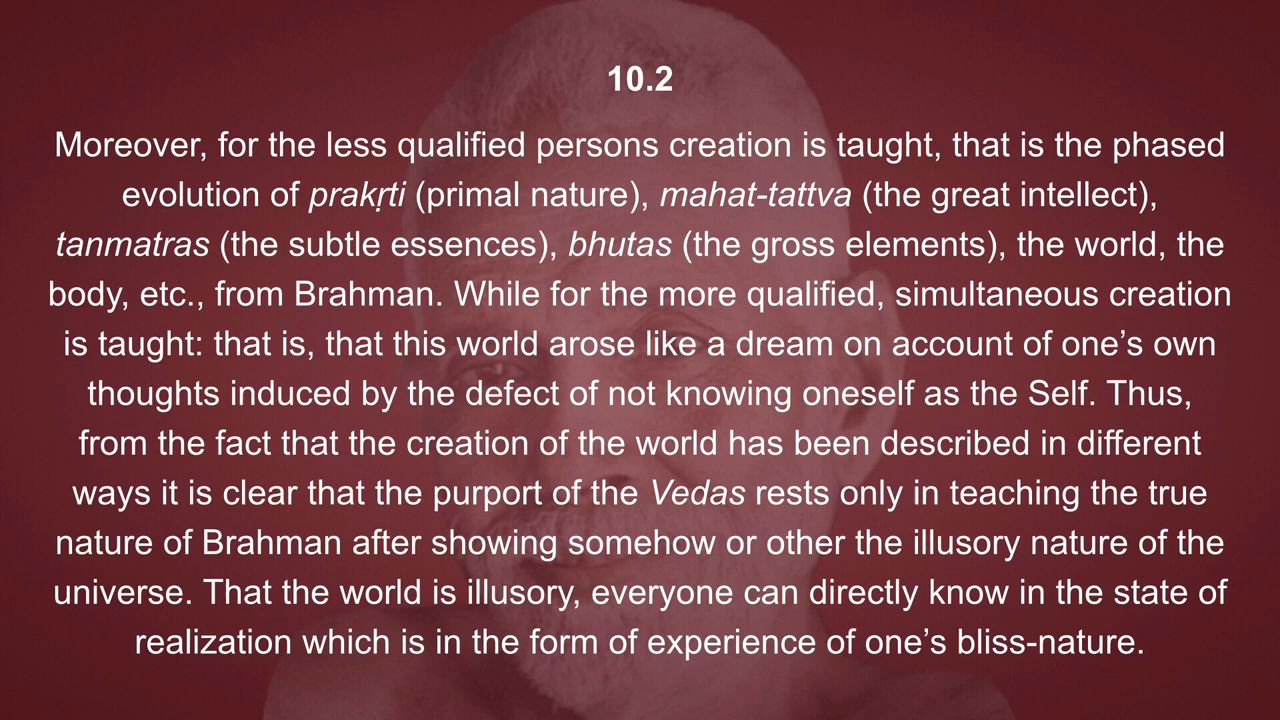 10.2
Moreover, for the less qualified persons creation is taught, that is the phased
evolution of prakṛti (primal nature), mahat-tattva (the great intellect),
tanmatras (the subtle essences), bhutas (the gross elements), the world, the
body, etc., from Brahman. While for the more qualified, simultaneous creation
is taught: that is, that this world arose like a dream on account of one’s own
thoughts induced by the defect of not knowing oneself as the Self. Thus,
from the fact that the creation of the world has been described in different
ways it is clear that the purport of the Vedas rests only in teaching the true
nature of Brahman after showing somehow or other the illusory nature of the
universe. That the world is illusory, everyone can directly know in the state of
realization which is in the form of experience of one’s bliss-nature.